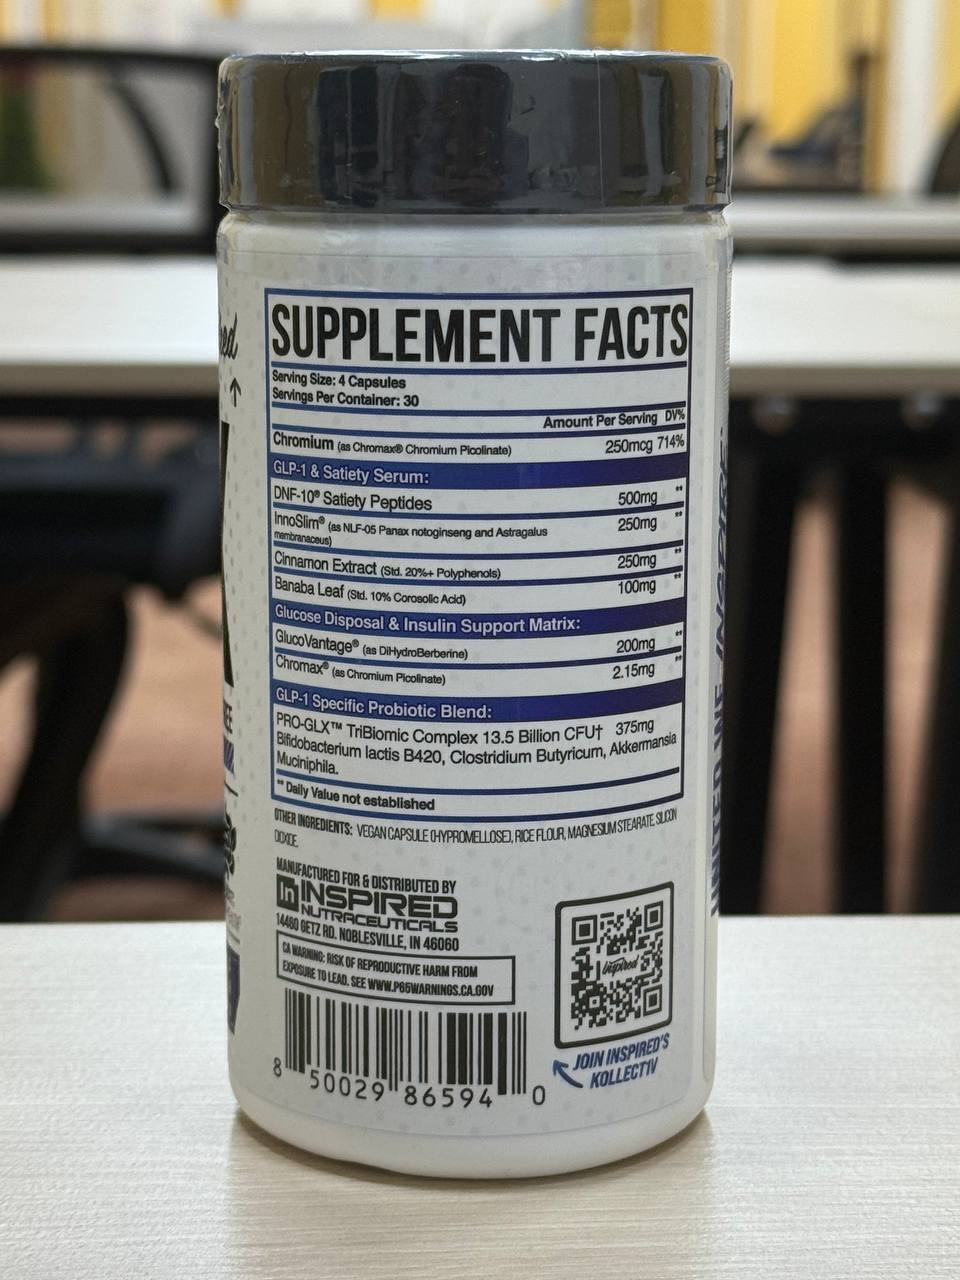 SUPPLEMENT FACTS
Serving Size: 4 Capsules
Servings Per Container: 30
Amount Per Serving DV%
Chromium (as Chromax® Chromium Picolinate) 250mcg 714%
GLP-1 & Satiety Serum:
DNF-10® Satiety Peptides 500mg **
InnoSlim® (as NLF-05 Panax notoginseng and Astragalus 250mg **
membranaceus)
Cinnamon Extract (Std. 20%+ Polyphenols) 250mg **
Banaba Leaf (Std. 10% Corosolic Acid) 100mg **
Glucose Disposal & Insulin Support Matrix:
GlucoVantage® (as DiHydroBerberine) 200mg **
Chromax® (as Chromium Picolinate) 2.15mg **
GLP-1 Specific Probiotic Blend:
PRO-GLX™ TriBiomic Complex 13.5 Billion CFU† 375mg
Bifidobacterium lactis B420, Clostridium Butyricum, Akkermansia
Muciniphila.
** Daily Value not established
OTHER INGREDIENTS: VEGAN CAPSULE (HYPROMELLOSE), RICE FLOUR, MAGNESIUM STEARATE, SILICON
DIOXIDE.
MANUFACTURED FOR & DISTRIBUTED BY
In INSPIRED
NUTRACEUTICALS
14460 GETZ RD. NOBLESVILLE, IN 46060
CA WARNING: RISK OF REPRODUCTIVE HARM FROM
EXPOSURE TO LEAD. SEE WWW.P65WARNINGS.CA.GOV
8 50029 86594 0
Inspired
JOIN INSPIRED'S
KOLLECT1V
UNITED WE INSPIRE